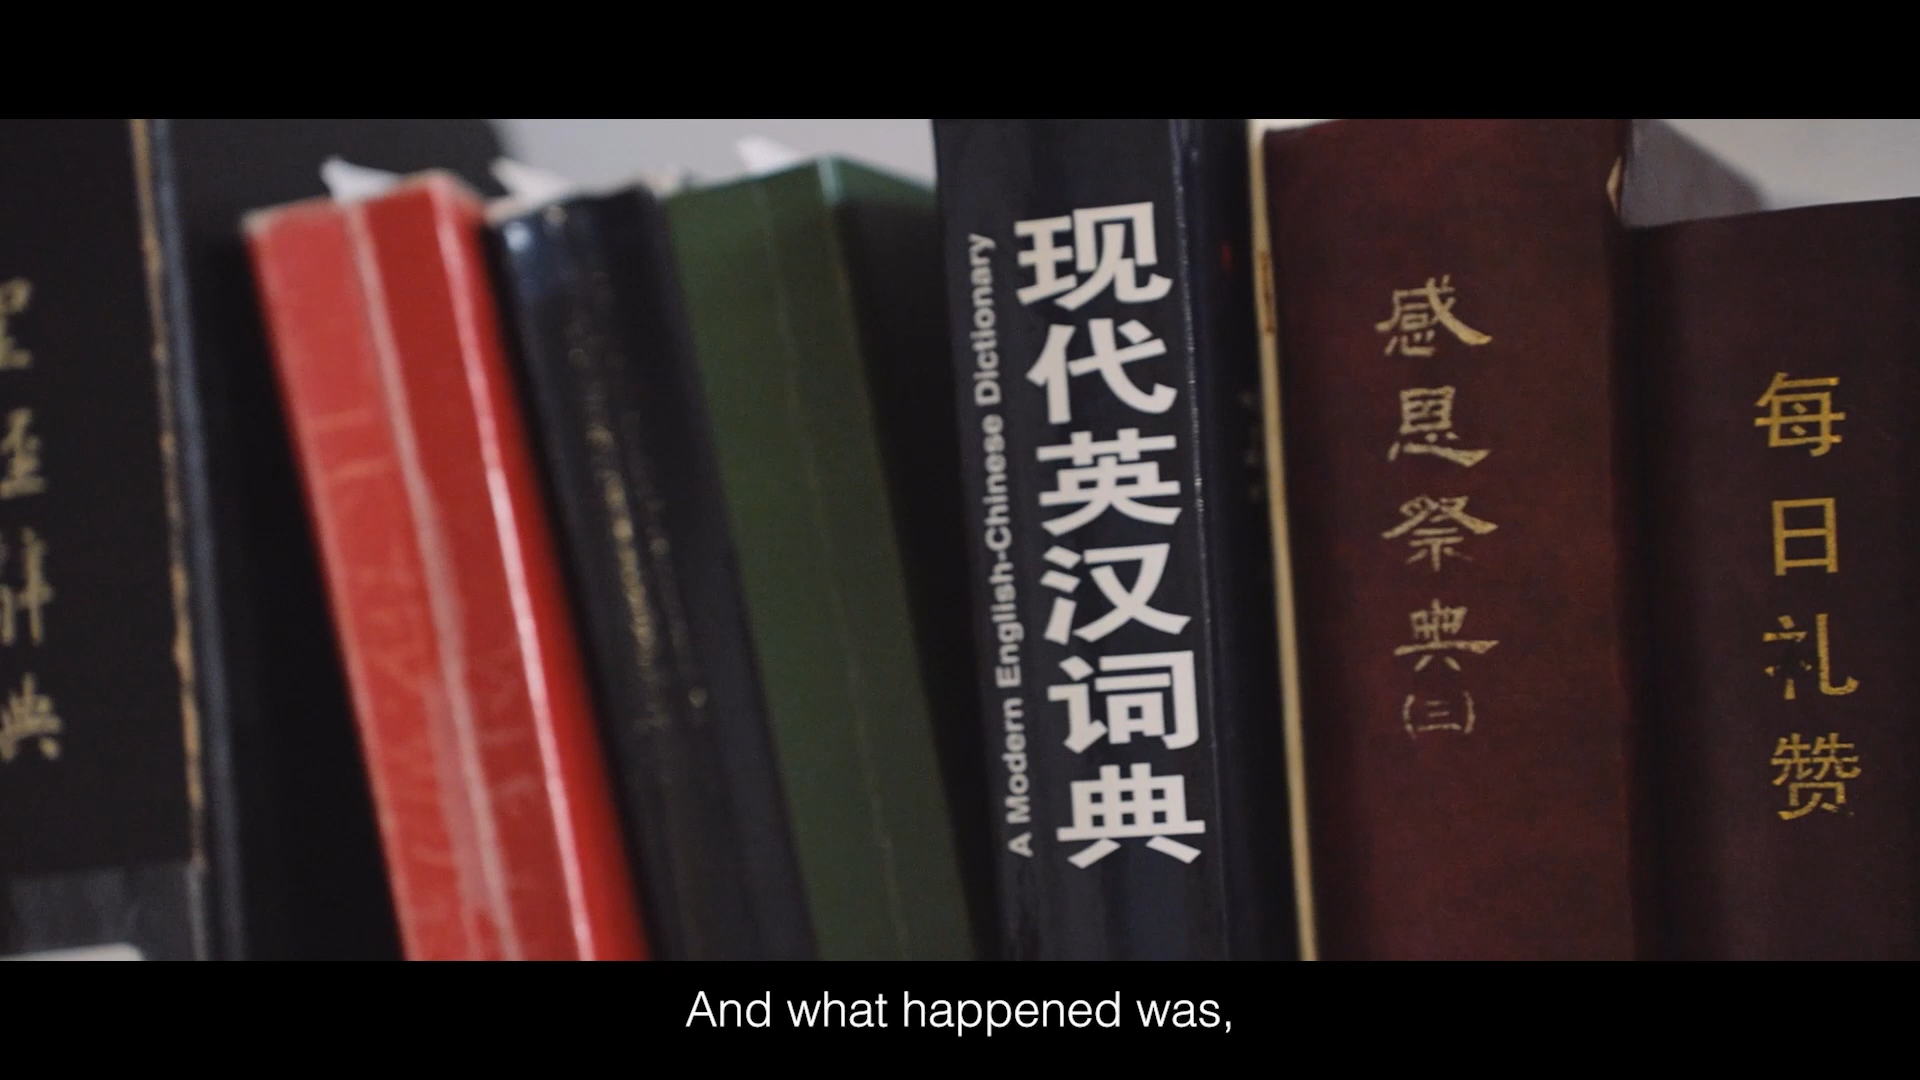 A Modern English-Chinese Dictionary
现代英汉词典
感恩祭典
(三)
每日礼赞
And what happened was,